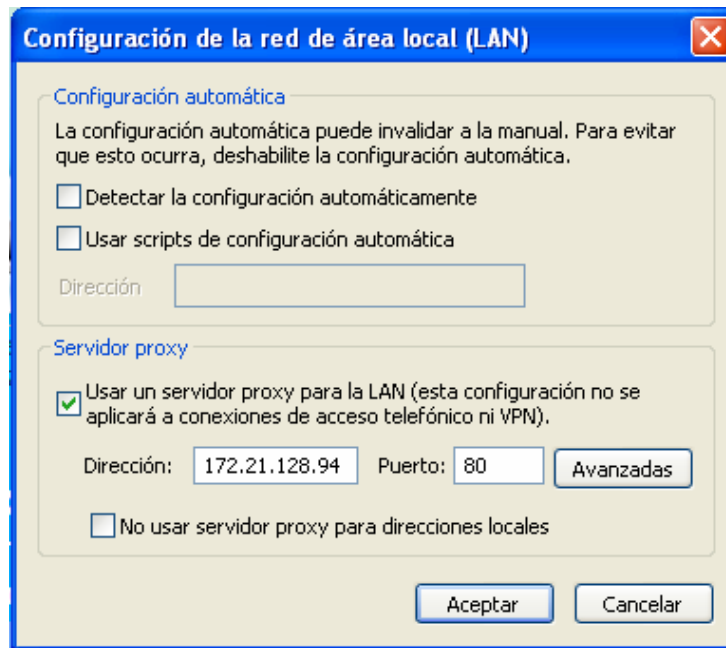 Configuración de la red de área local (LAN)
Configuración automática
La configuración automática puede invalidar a la manual. Para evitar
que esto ocurra, deshabilite la configuración automática.
Detectar la configuración automáticamente
Usar scripts de configuración automática
Dirección
Servidor proxy
Usar un servidor proxy para la LAN (esta configuración no se
aplicará a conexiones de acceso telefónico ni VPN).
Dirección: 172.21.128.94 Puerto: 80 Avanzadas
No usar servidor proxy para direcciones locales
Aceptar Cancelar